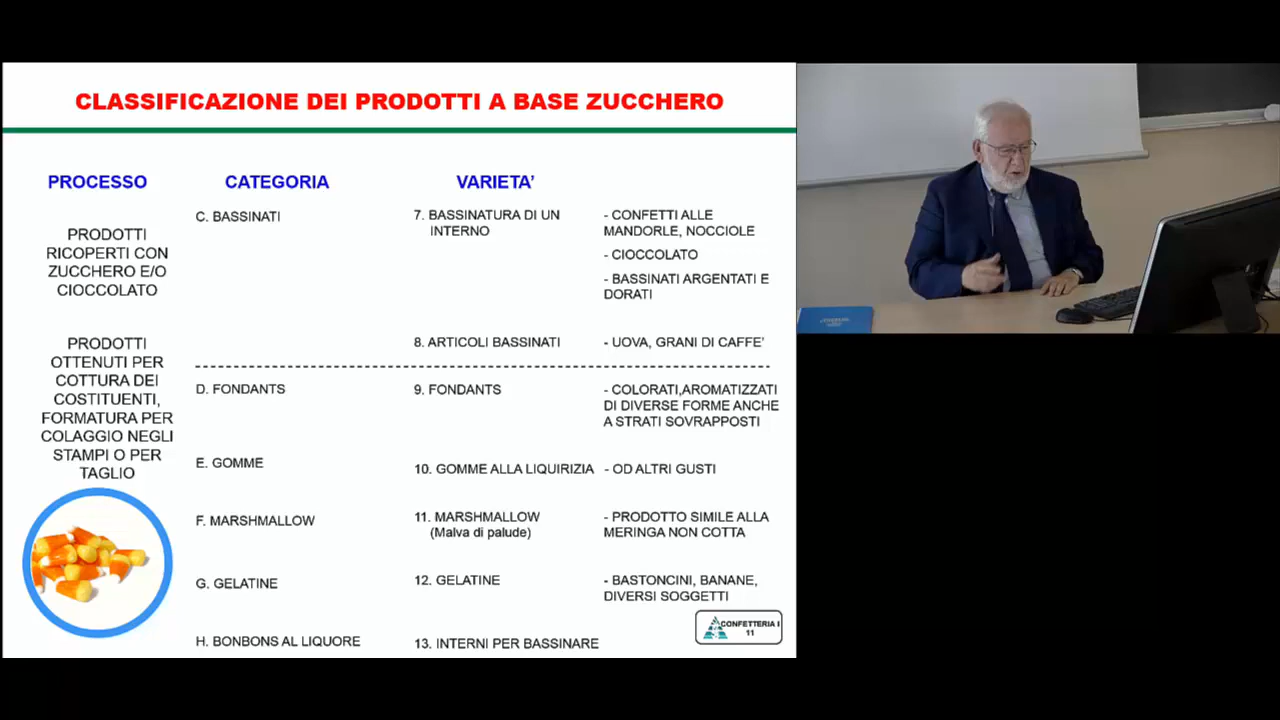 CLASSIFICAZIONE DEI PRODOTTI A BASE ZUCCHERO
PROCESSO
CATEGORIA
VARIETA'
PRODOTTI
RICOPERTI CON
ZUCCHERO E/O
CIOCCOLATO
C. BASSINATI
7. BASSINATURA DI UN
INTERNO
- CONFETTI ALLE
MANDORLE, NOCCIOLE
- CIOCCOLATO
- BASSINATI ARGENTATI E
DORATI
8. ARTICOLI BASSINATI
- UOVA, GRANI DI CAFFE'
PRODOTTI
OTTENUTI PER
COTTURA DEI
COSTITUENTI,
FORMATURA PER
COLAGGIO NEGLI
STAMPI O PER
TAGLIO
D. FONDANTS
9. FONDANTS
- COLORATI,AROMATIZZATI
DI DIVERSE FORME ANCHE
A STRATI SOVRAPPOSTI
E. GOMME
10. GOMME ALLA LIQUIRIZIA
- OD ALTRI GUSTI
F. MARSHMALLOW
11. MARSHMALLOW
(Malva di palude)
- PRODOTTO SIMILE ALLA
MERINGA NON COTTA
G. GELATINE
12. GELATINE
- BASTONCINI, BANANE,
DIVERSI SOGGETTI
H. BONBONS AL LIQUORE
13. INTERNI PER BASSINARE
CONFETTERIA I
11